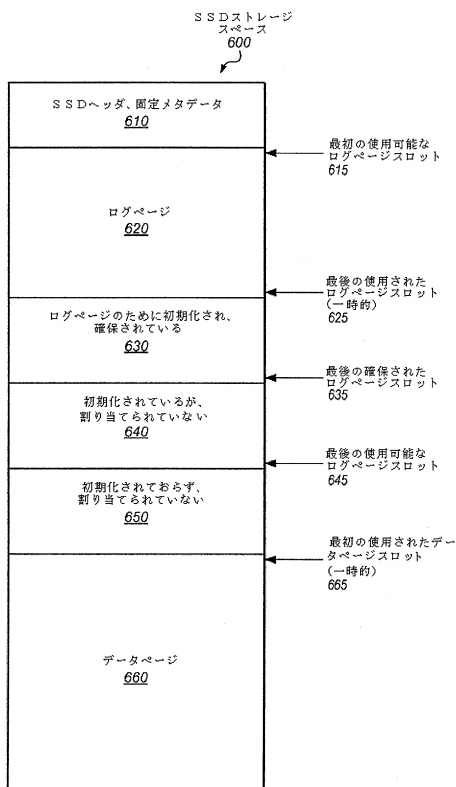 ＳＳＤストレージ
スペース
600
ＳＳＤヘッダ、固定メタデータ
610
最初の使用可能な
ログページスロット
615
ログページ
620
最後の使用された
ログページスロット
(一時的)
625
ログページのために初期化され、
確保されている
630
最後の確保された
ログページスロット
635
初期化されているが、
割り当てられていない
640
最後の使用可能な
ログページスロット
645
初期化されておらず、
割り当てられていない
650
最初の使用されたデー
タページスロット
(一時的)
665
データページ
660